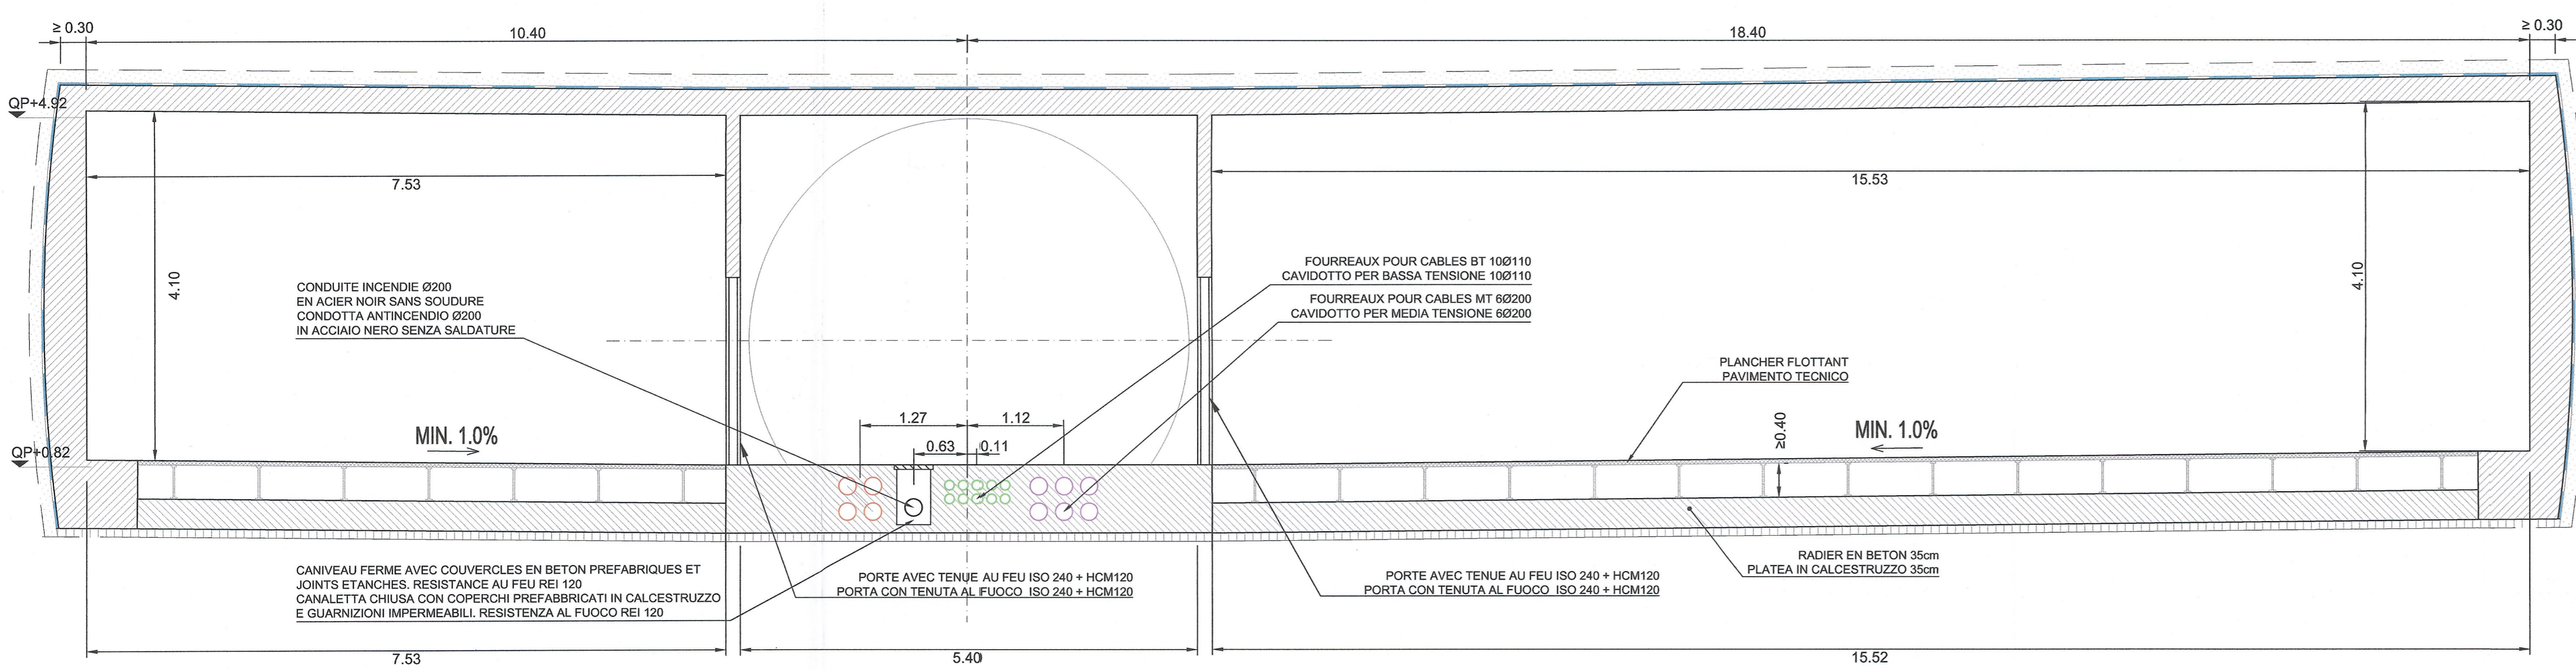 ≥ 0.30
10.40
18.40
≥ 0.30
QP+4.92
7.53
15.53
4.10
4.10
CONDUITE INCENDIE Ø200
EN ACIER NOIR SANS SOUDURE
CONDOTTA ANTINCENDIO Ø200
IN ACCIAIO NERO SENZA SALDATURE
FOURREAUX POUR CABLES BT 10Ø110
CAVIDOTTO PER BASSA TENSIONE 10Ø110
FOURREAUX POUR CABLES MT 6Ø200
CAVIDOTTO PER MEDIA TENSIONE 6Ø200
PLANCHER FLOTTANT
PAVIMENTO TECNICO
1.27
1.12
0.63
0.11
MIN. 1.0%
≥0.40
MIN. 1.0%
QP+0.82
CANIVEAU FERME AVEC COUVERCLES EN BETON PREFABRIQUES ET
JOINTS ETANCHES. RESISTANCE AU FEU REI 120
CANALETTA CHIUSA CON COPERCHI PREFABBRICATI IN CALCESTRUZZO
E GUARNIZIONI IMPERMEABILI. RESISTENZA AL FUOCO REI 120
PORTE AVEC TENUE AU FEU ISO 240 + HCM120
PORTA CON TENUTA AL FUOCO ISO 240 + HCM120
PORTE AVEC TENUE AU FEU ISO 240 + HCM120
PORTA CON TENUTA AL FUOCO ISO 240 + HCM120
RADIER EN BETON 35cm
PLATEA IN CALCESTRUZZO 35cm
7.53
5.40
15.52